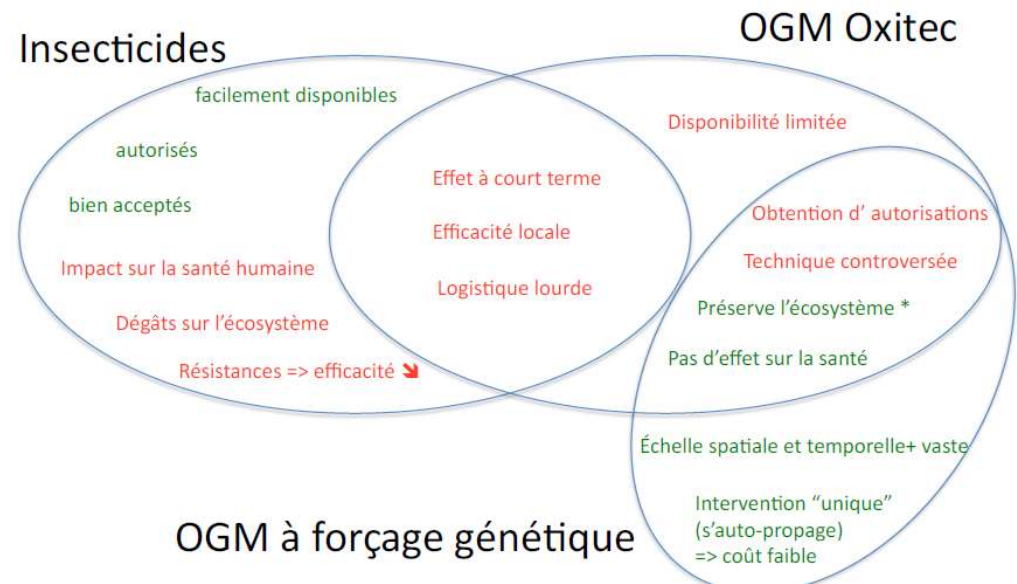 Insecticides
OGM Oxitec
facilement disponibles
autorisés
bien acceptés
Impact sur la santé humaine
Dégâts sur l'écosystème
Résistances => efficacité ➘
Effet à court terme
Efficacité locale
Logistique lourde
Disponibilité limitée
Obtention d' autorisations
Technique controversée
Préserve l'écosystème *
Pas d'effet sur la santé
Échelle spatiale et temporelle+ vaste
Intervention “unique”
(s'auto-propage)
=> coût faible
OGM à forçage génétique